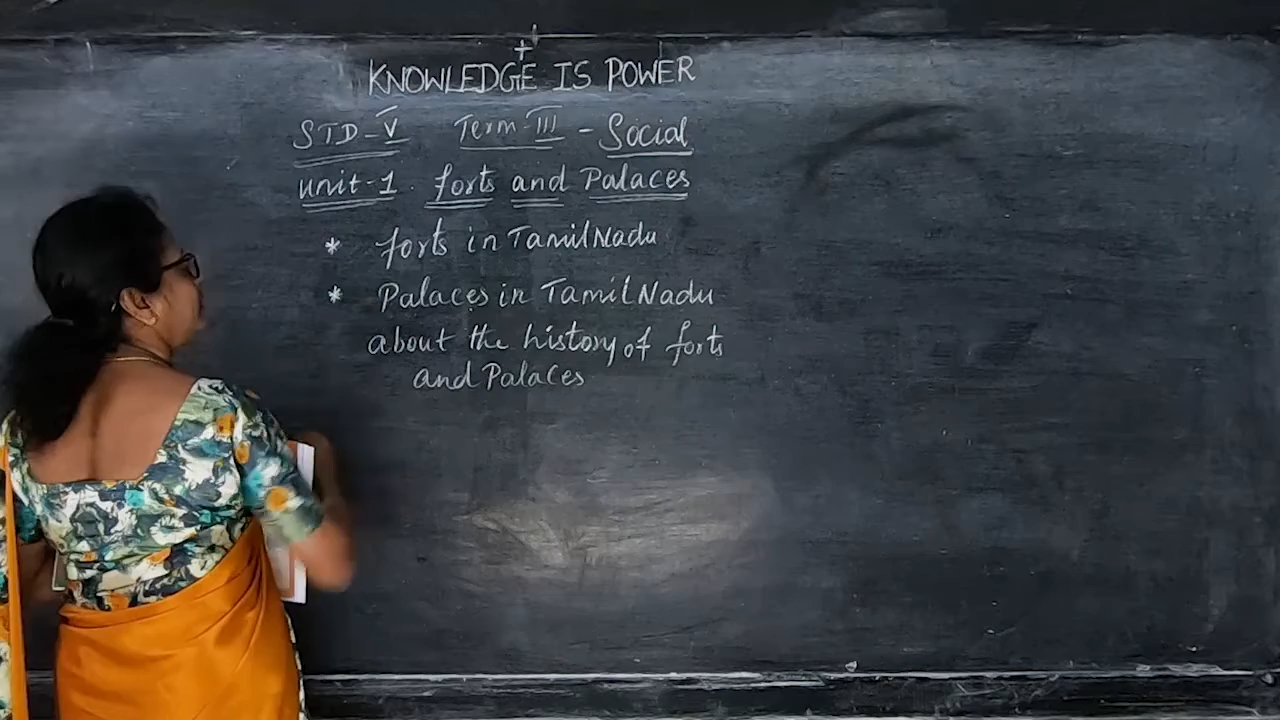 +
KNOWLEDGE IS POWER
STD-V Term-III - Social
unit-1. forts and Palaces
* forts in TamilNadu
* Palaces in TamilNadu
about the history of forts
and Palaces